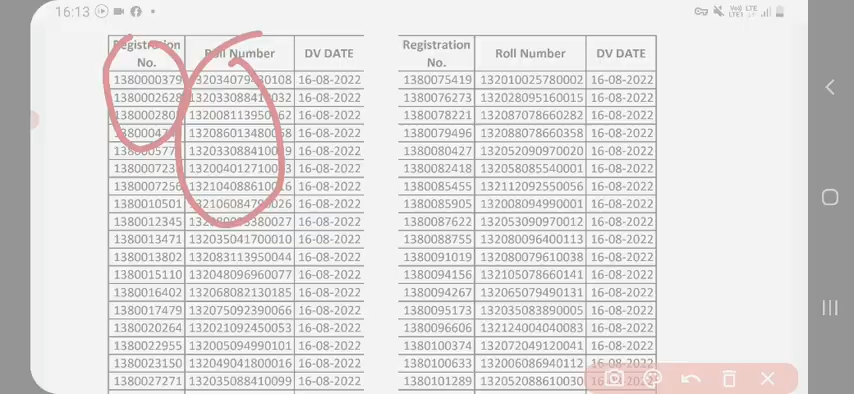 16:13
Vo) LTE
LTE1
Registration No.
Roll Number
DV DATE
1380000379 16-08-2022
1380002628 132033088410032 16-08-2022
16-08-2022
16-08-2022
16-08-2022
16-08-2022
1380007256 132104088610016 16-08-2022
1380010501 16-08-2022
1380012345 16-08-2022
1380013471 132035041700010 16-08-2022
1380013802 132083113950044 16-08-2022
1380015110 132048096960077 16-08-2022
1380016402 132068082130185 16-08-2022
1380017479 132075092390066 16-08-2022
1380020264 132021092450053 16-08-2022
1380022955 132005094990101 16-08-2022
1380023150 132049041800016 16-08-2022
1380027271 132035088410099 16-08-2022
Registration No.
Roll Number
DV DATE
1380075419 132010025780002 16-08-2022
1380076273 132028095160015 16-08-2022
1380078221 132087078660282 16-08-2022
1380079496 132088078660358 16-08-2022
1380080427 132052090970020 16-08-2022
1380082418 132058085540001 16-08-2022
1380085455 132112092550056 16-08-2022
1380085905 132008094990001 16-08-2022
1380087622 132053090970012 16-08-2022
1380088755 132080096400113 16-08-2022
1380091019 132080079610038 16-08-2022
1380094156 132105078660141 16-08-2022
1380094267 132065079490131 16-08-2022
1380095173 132035083890005 16-08-2022
1380096606 132124004040083 16-08-2022
1380100374 132072049120041 16-08-2022
1380100633 132006086940112 16-08-2022
1380101289 132052088610030